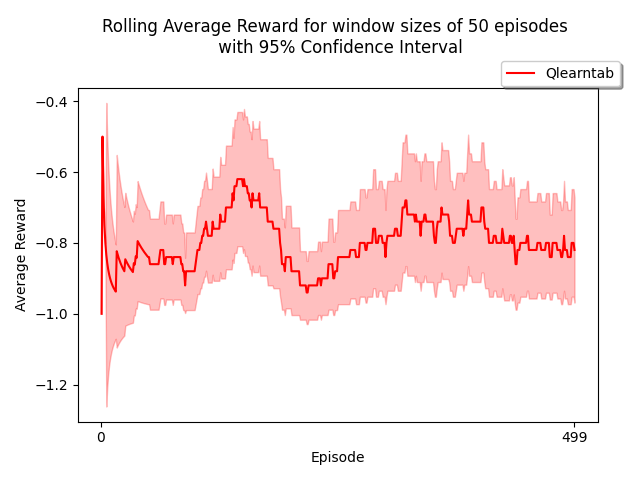 Rolling Average Reward for window sizes of 50 episodes
with 95% Confidence Interval
Qlearntab
−0.4
−0.6
−0.8
−1.0
−1.2
Average Reward
0
499
Episode